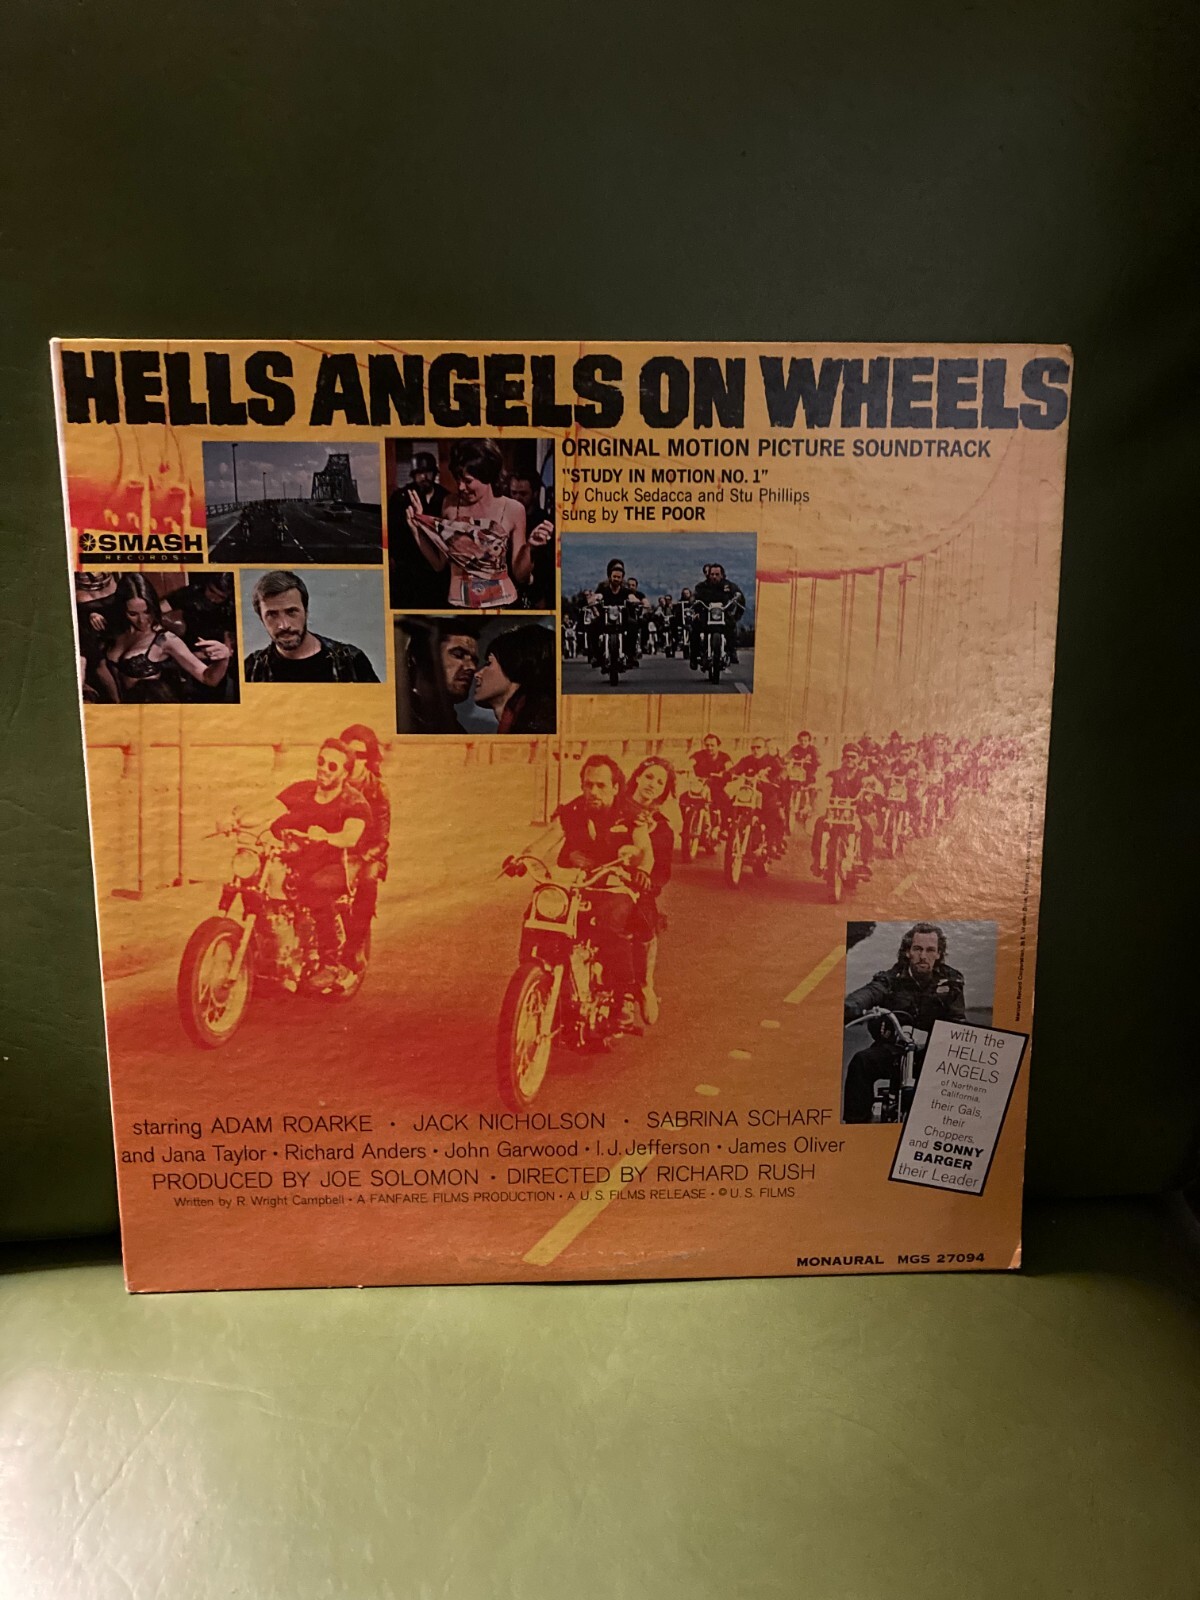 HELLS ANGELS ON WHEELS
ORIGINAL MOTION PICTURE SOUNDTRACK
"STUDY IN MOTION NO. 1"
by Chuck Sedacca and Stu Phillips
sung by THE POOR
SMASH
RECORDS
with the
HELLS
ANGELS
of Northern
California,
their Gals,
their
Choppers,
and SONNY
BARGER
their Leader
starring ADAM ROARKE • JACK NICHOLSON • SABRINA SCHARF
and Jana Taylor • Richard Anders • John Garwood • I. J. Jefferson • James Oliver
PRODUCED BY JOE SOLOMON • DIRECTED BY RICHARD RUSH
Written by R. Wright Campbell • A FANFARE FILMS PRODUCTION • A U. S. FILMS RELEASE • © U. S. FILMS
MONAURAL MGS 27094